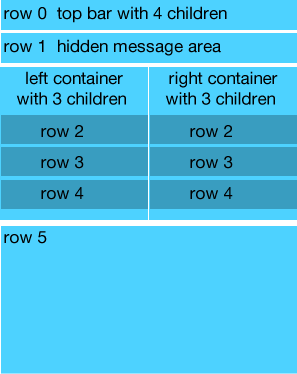 row 0  top bar with 4 children
row 1  hidden message area
left container
with 3 children
right container
with 3 children
row 2
row 2
row 3
row 3
row 4
row 4
row 5